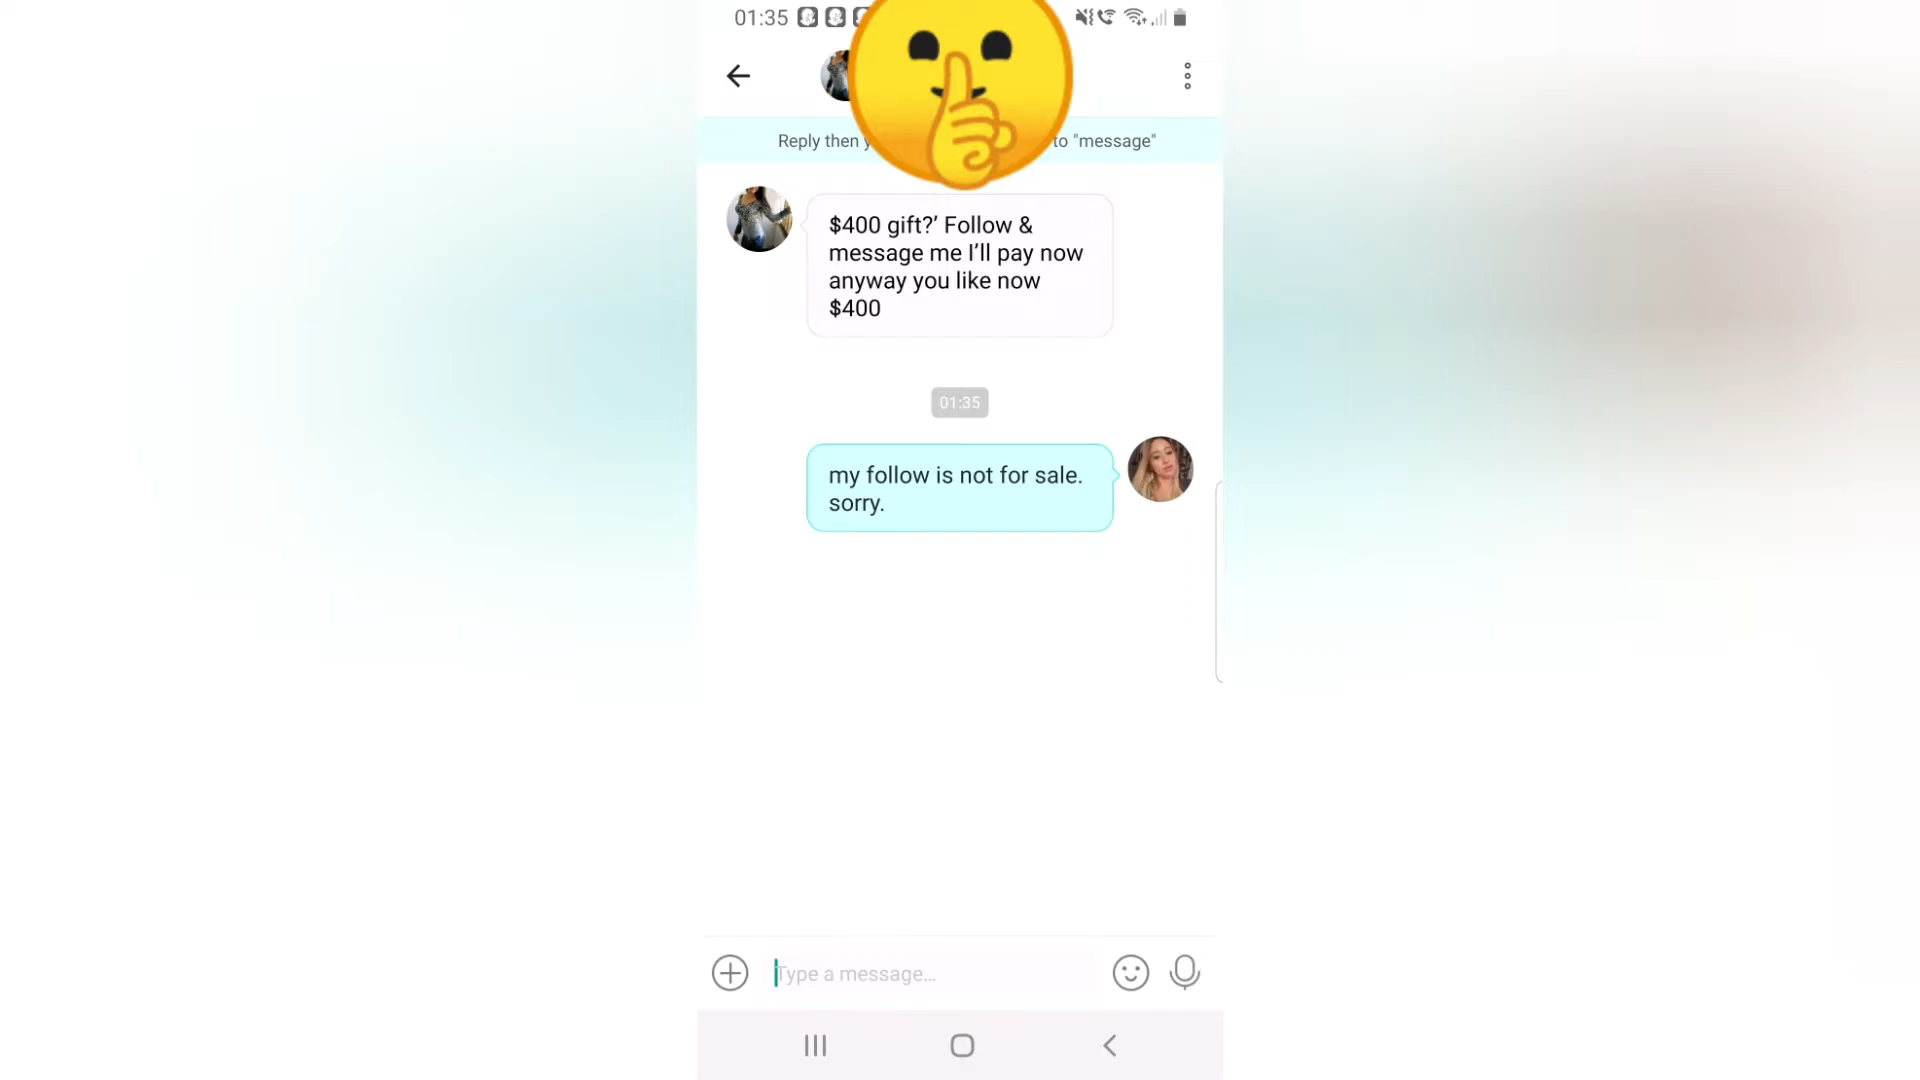 01:35
Reply then
to "message"
$400 gift?’ Follow &
message me I’ll pay now
anyway you like now
$400
01:35
my follow is not for sale.
sorry.
Type a message...